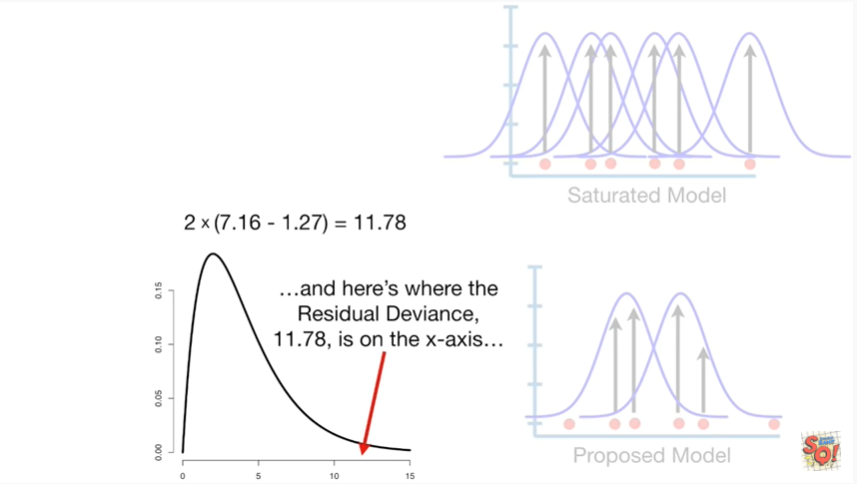 Saturated Model
2 x (7.16 - 1.27) = 11.78
...and here's where the
Residual Deviance,
11.78, is on the x-axis...
0.15
0.10
0.05
0.00
0 5 10 15
Proposed Model
SQ!